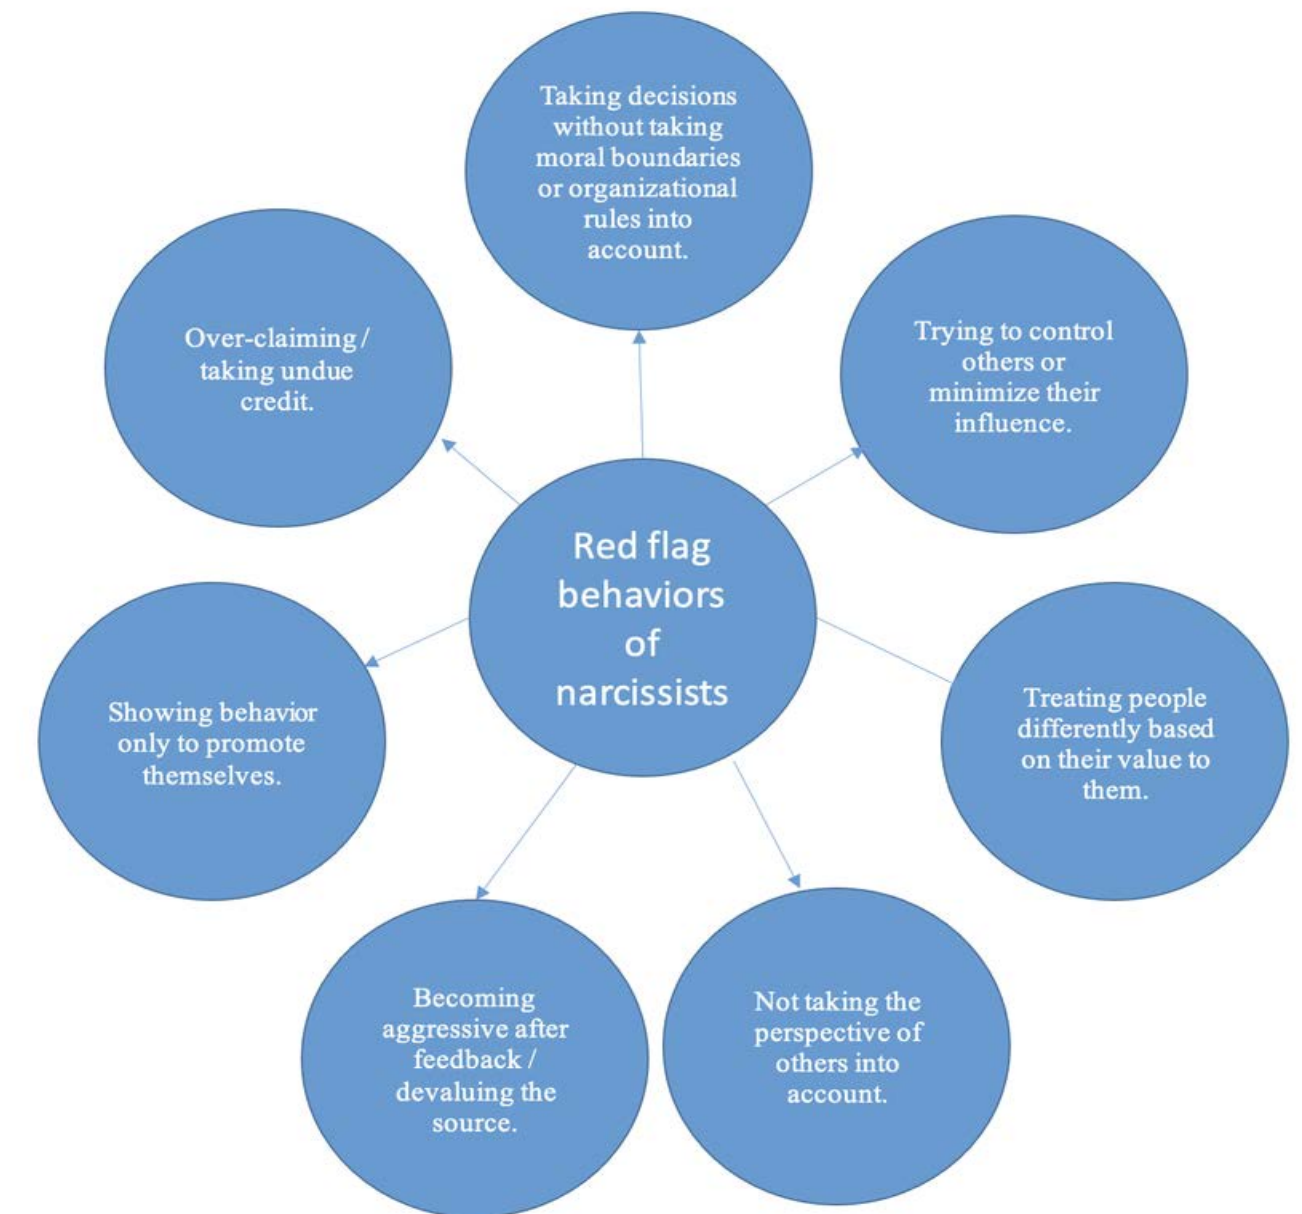 Taking decisions
without taking
moral boundaries
or organizational
rules into
account.
Trying to control
others or
minimize their
influence.
Over-claiming /
taking undue
credit.
Red flag
behaviors
of
narcissists
Treating people
differently based
on their value to
them.
Showing behavior
only to promote
themselves.
Not taking the
perspective of
others into
account.
Becoming
aggressive after
feedback /
devaluing the
source.